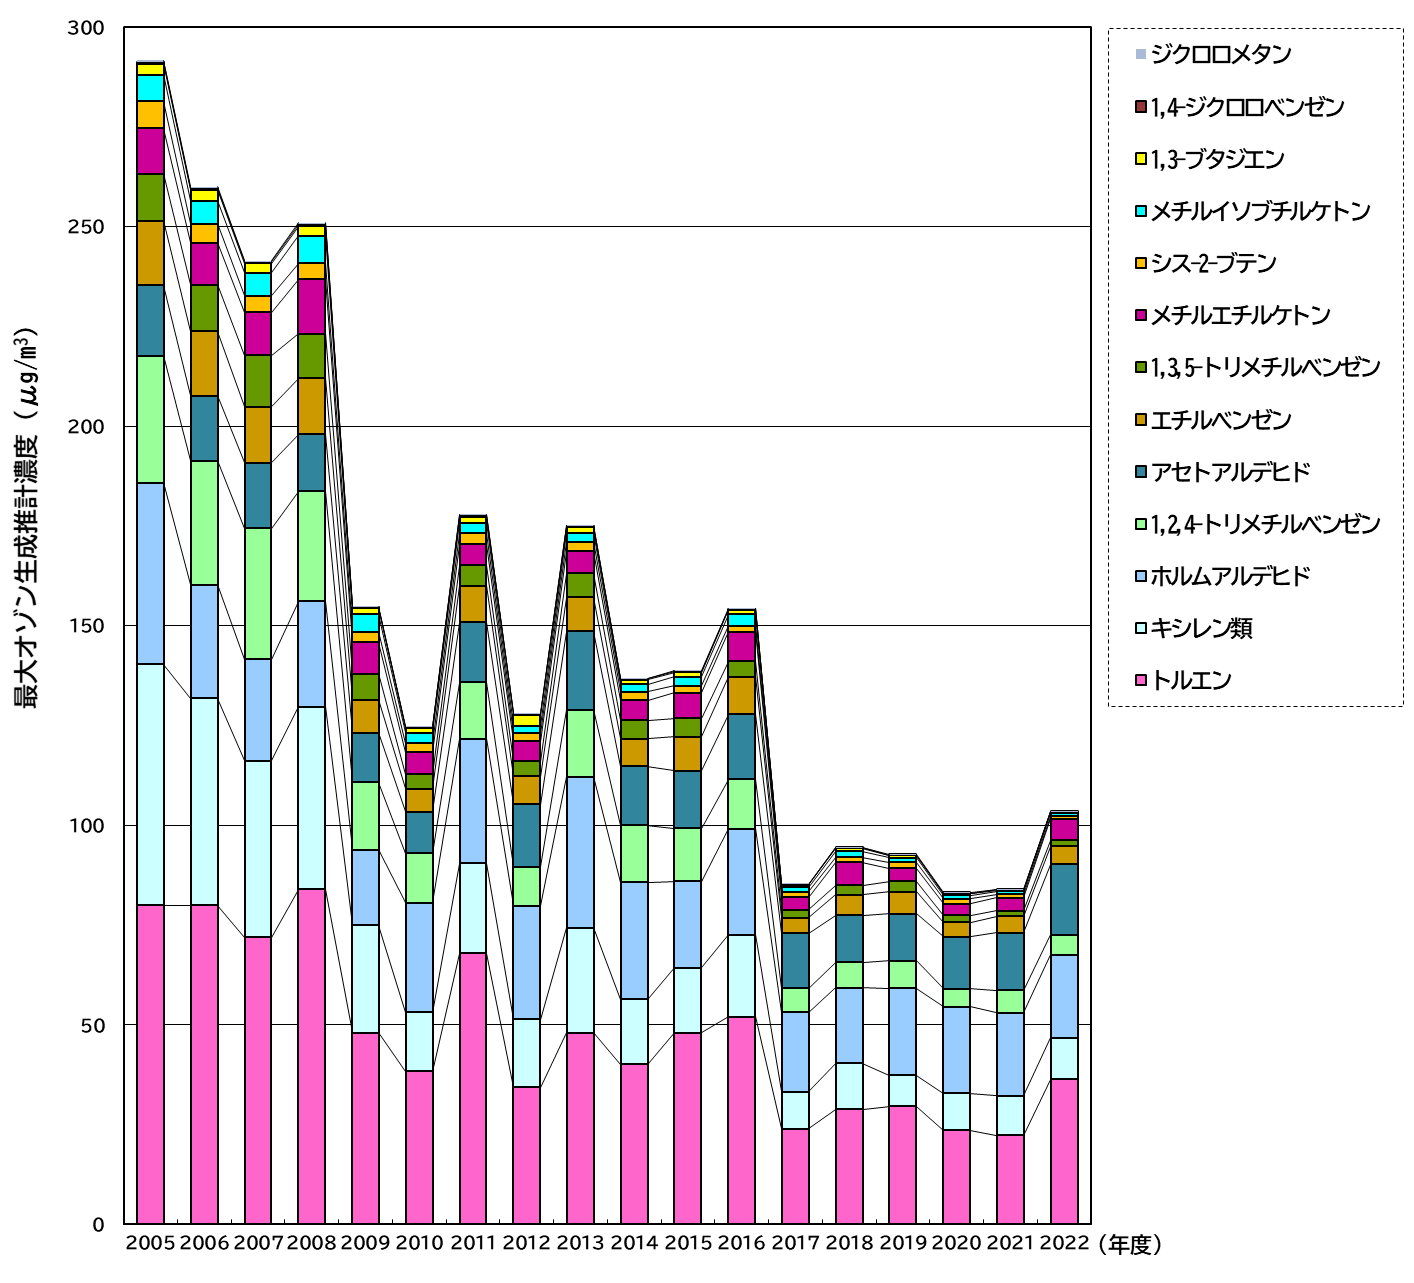 300
250
200
150
100
50
0
最大オゾン生成推計濃度（μg/m³）
2005 2006 2007 2008 2009 2010 2011 2012 2013 2014 2015 2016 2017 2018 2019 2020 2021 2022 （年度）
ジクロロメタン
1,4-ジクロロベンゼン
1,3-ブタジエン
メチルイソブチルケトン
シス-2-ブテン
メチルエチルケトン
1,3,5-トリメチルベンゼン
エチルベンゼン
アセトアルデヒド
1,2,4-トリメチルベンゼン
ホルムアルデヒド
キシレン類
トルエン